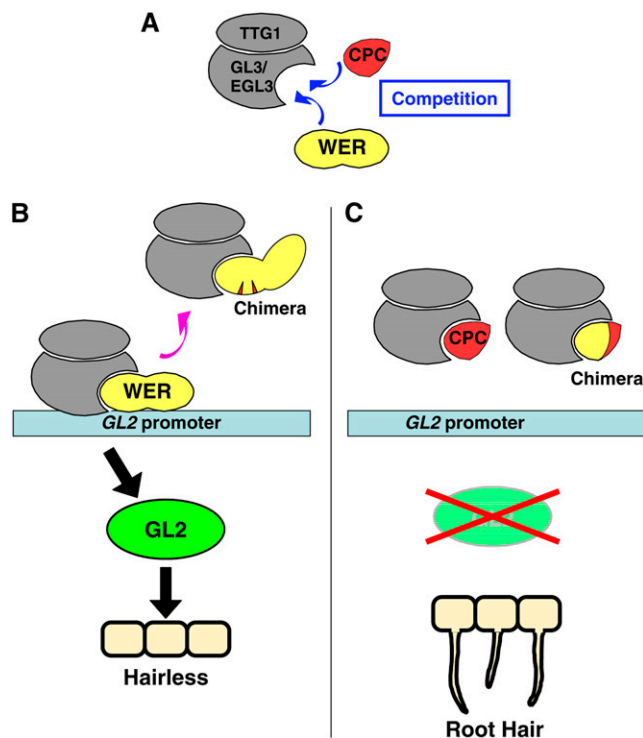 A
TTG1
GL3/
EGL3
CPC
Competition
WER
B
Chimera
WER
GL2 promoter
GL2
Hairless
C
CPC
Chimera
GL2 promoter
Root Hair